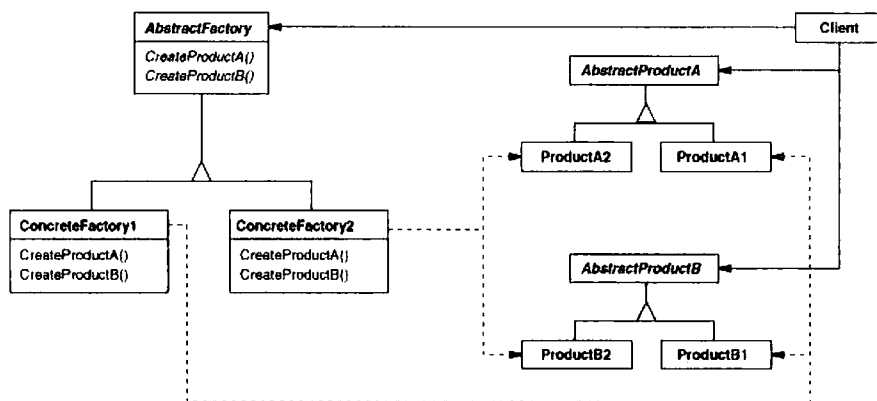 AbstractFactory
CreateProductA()
CreateProductB()
Client
AbstractProductA
ProductA2
ProductA1
ConcreteFactory1
CreateProductA()
CreateProductB()
ConcreteFactory2
CreateProductA()
CreateProductB()
AbstractProductB
ProductB2
ProductB1